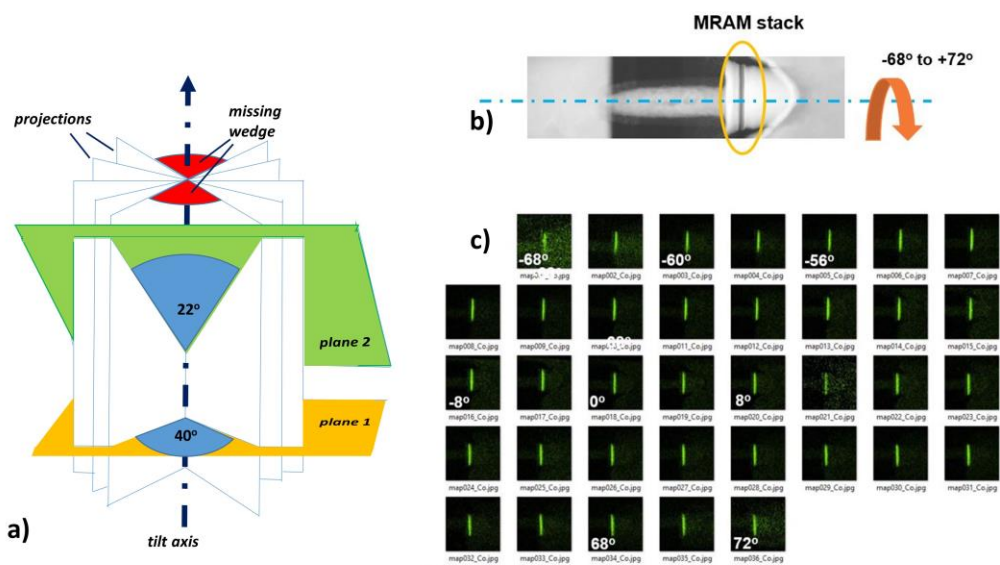 projections
missing
wedge
22º
plane 2
plane 1
40º
a)
tilt axis
MRAM stack
-68º to +72º
b)
c)
-68º
-60º
-56º
map002_Co.jpg
map003_Co.jpg
map004_Co.jpg
map005_Co.jpg
map006_Co.jpg
map007_Co.jpg
map008_Co.jpg
map009_Co.jpg
map011_Co.jpg
map012_Co.jpg
map013_Co.jpg
map014_Co.jpg
map015_Co.jpg
-8º
0º
8º
map016_Co.jpg
map017_Co.jpg
map018_Co.jpg
map019_Co.jpg
map020_Co.jpg
map021_Co.jpg
map022_Co.jpg
map023_Co.jpg
map024_Co.jpg
map025_Co.jpg
map026_Co.jpg
map027_Co.jpg
map028_Co.jpg
map029_Co.jpg
map030_Co.jpg
map031_Co.jpg
68º
72º
map032_Co.jpg
map033_Co.jpg
map034_Co.jpg
map035_Co.jpg
map036_Co.jpg